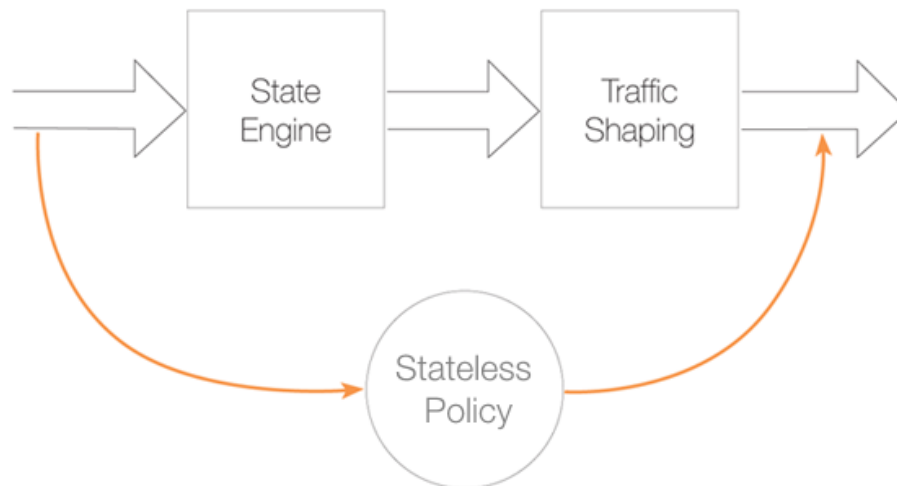 State
Engine
Traffic
Shaping
Stateless
Policy